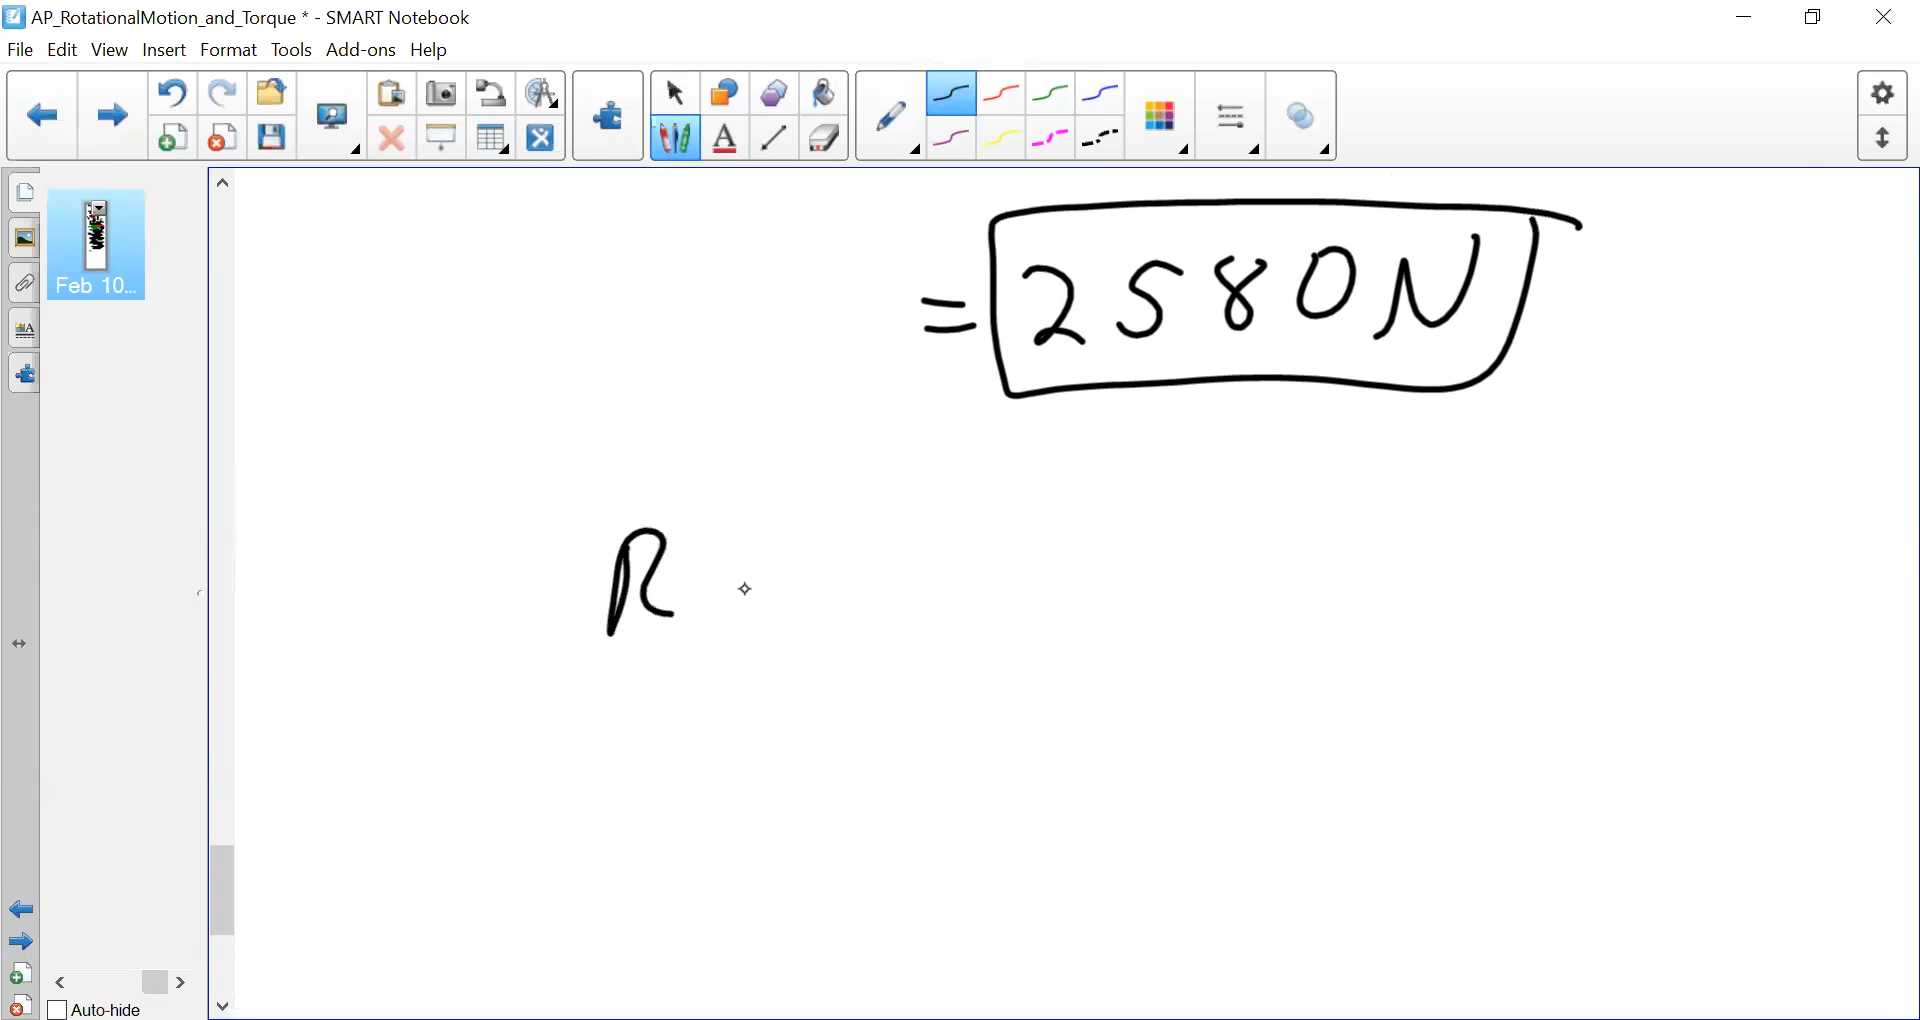 AP_RotationalMotion_and_Torque * - SMART Notebook
File Edit View Insert Format Tools Add-ons Help
Feb 10...
= 2580N
R
Auto-hide